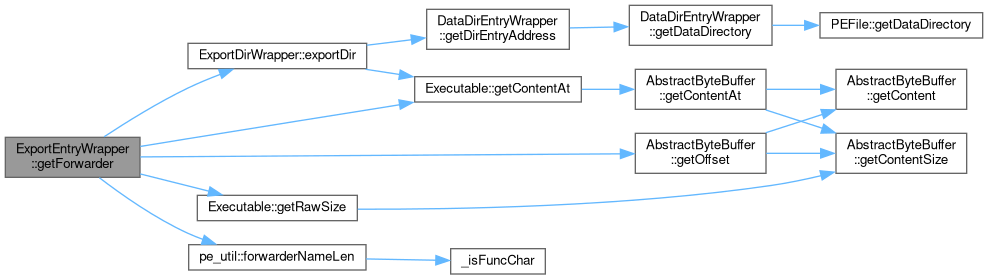 ExportEntryWrapper
::getForwarder
ExportDirWrapper::exportDir
DataDirEntryWrapper
::getDirEntryAddress
DataDirEntryWrapper
::getDataDirectory
PEFile::getDataDirectory
Executable::getContentAt
AbstractByteBuffer
::getContentAt
AbstractByteBuffer
::getContent
AbstractByteBuffer
::getOffset
AbstractByteBuffer
::getContentSize
Executable::getRawSize
pe_util::forwarderNameLen
_isFuncChar